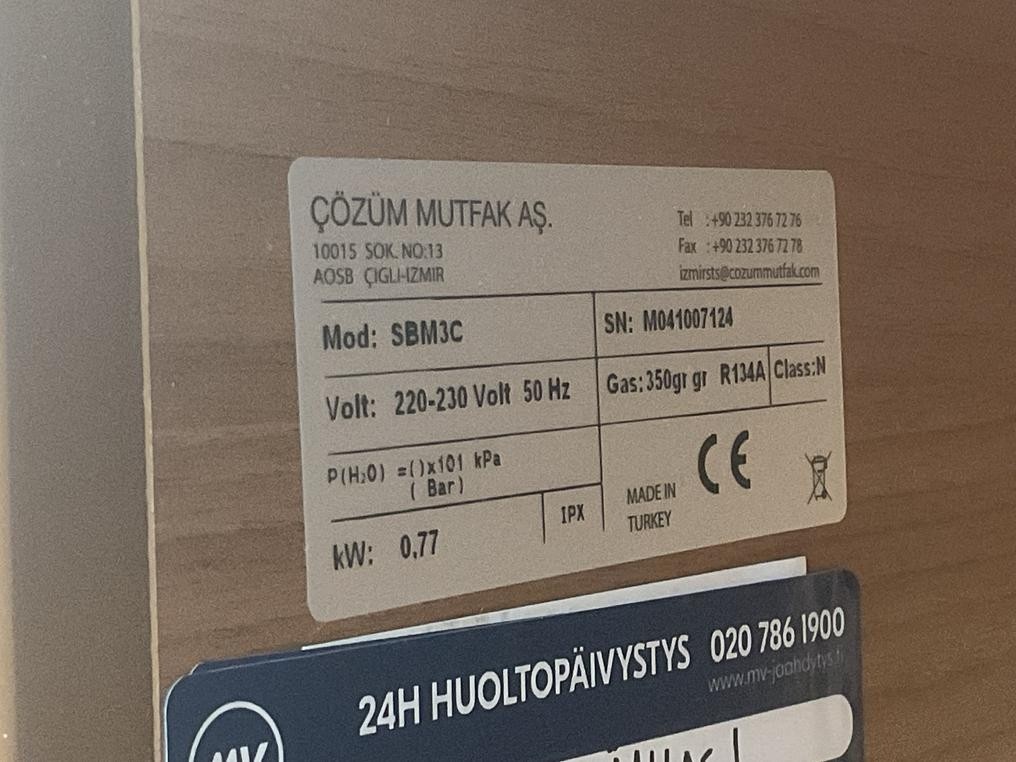 ÇÖZÜM MUTFAK AŞ.
10015 SOK. NO:13
AOSB ÇIGLI-IZMIR
Tel :+90 232 376 72 76
Fax :+90 232 376 72 78
izmirsts@cozummutfak.com
Mod: SBM3C
SN: M041007124
Volt: 220-230 Volt 50 Hz
Gas:350gr gr R134A
Class:N
P(H₂O) =()x101 kPa
( Bar)
kW: 0,77
IPX
MADE IN
TURKEY
CE
24H HUOLTOPÄIVYSTYS 020 786 1900
www.mv-jaahdytys.fi
MV